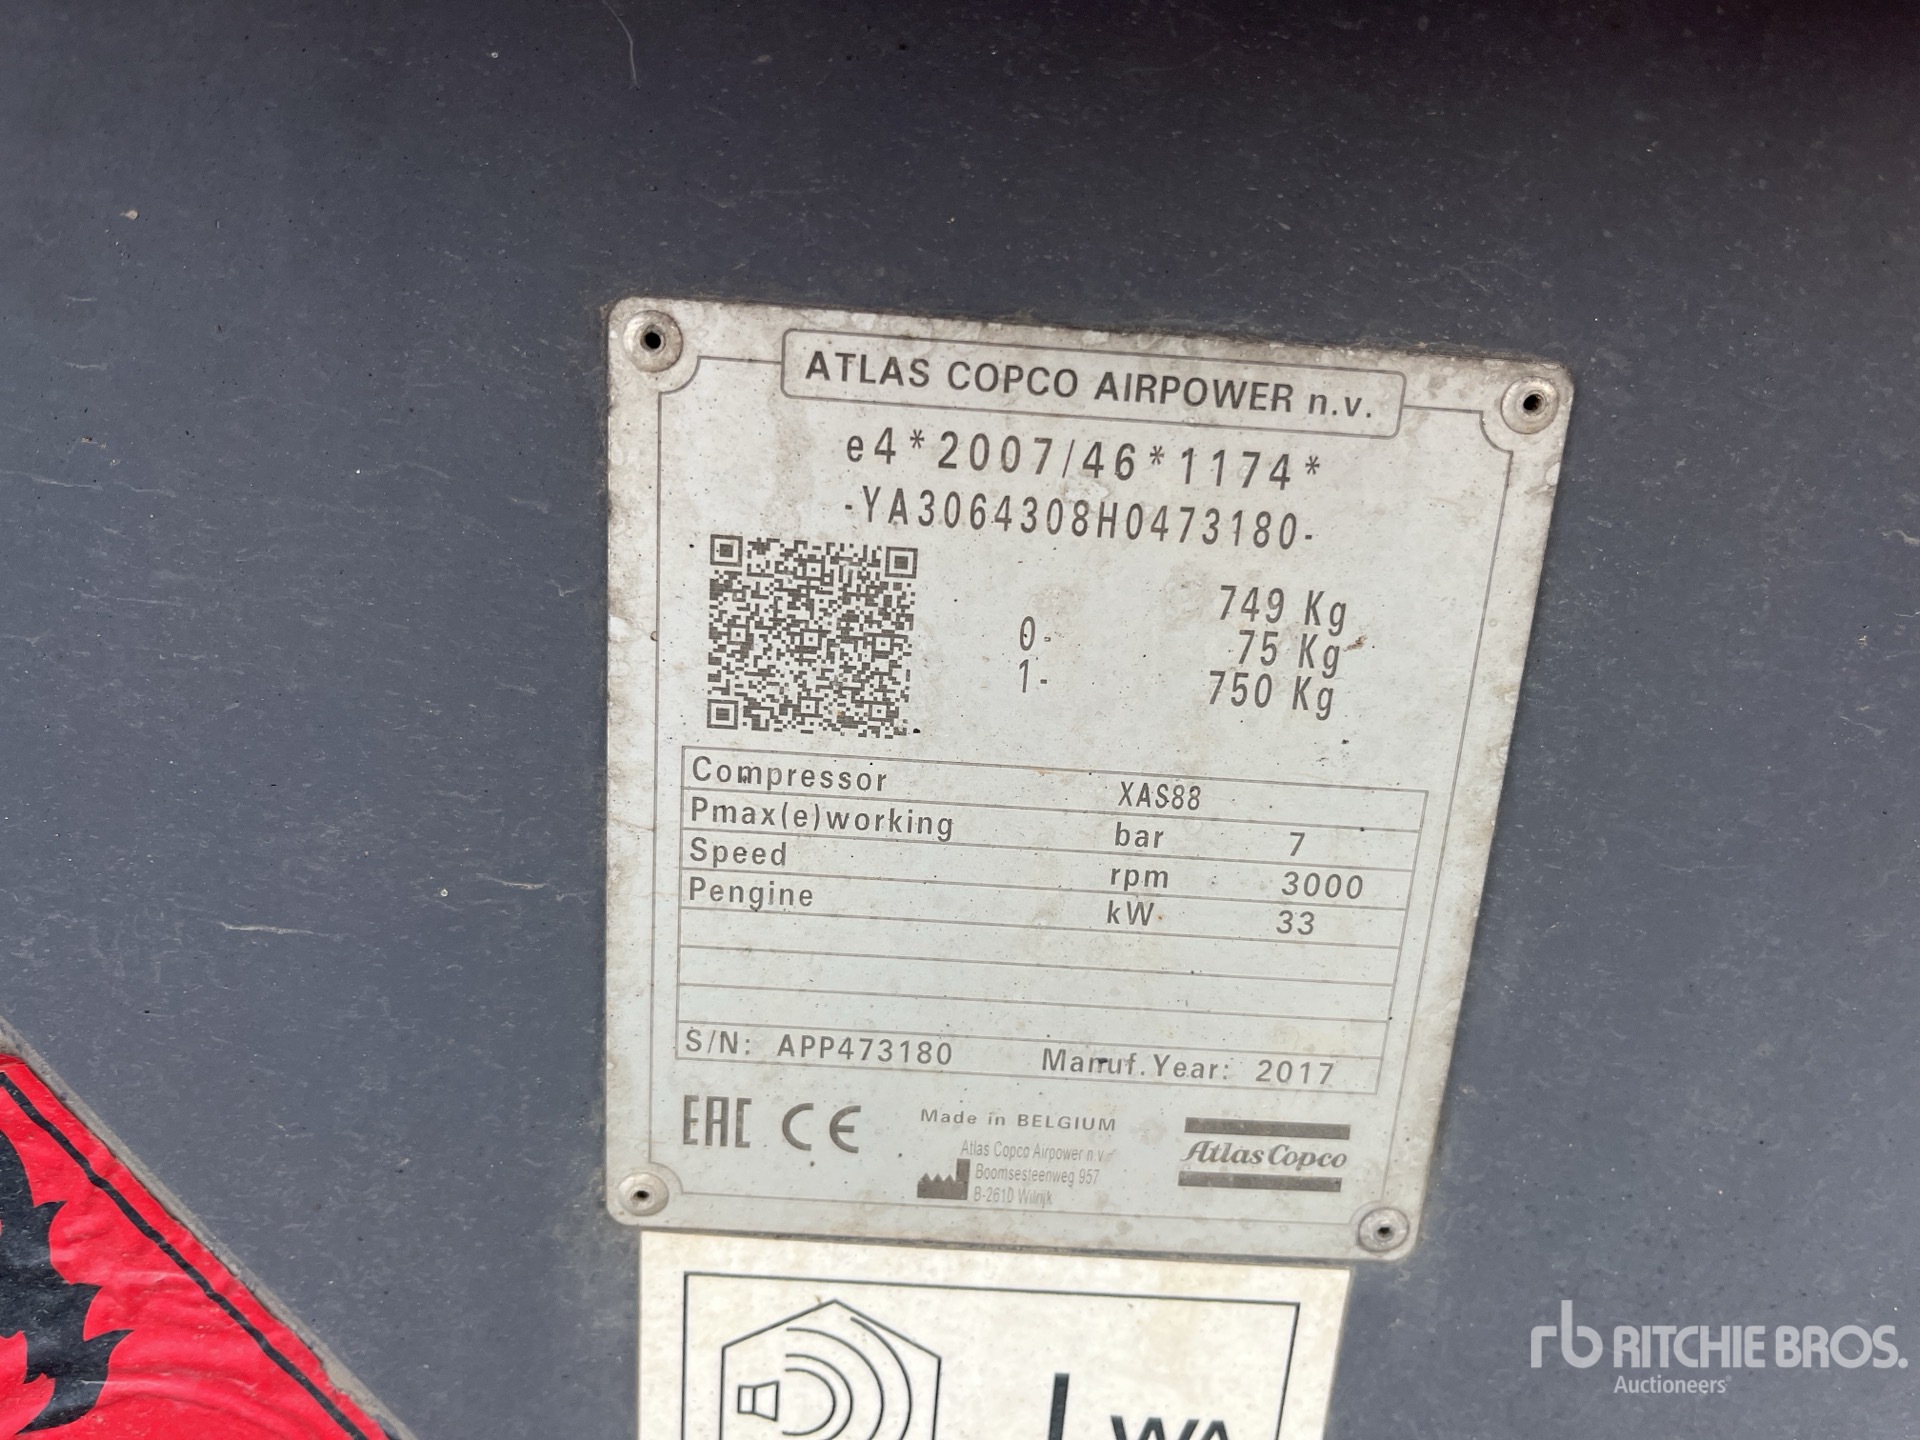 ATLAS COPCO AIRPOWER n.v.
e4*2007/46*1174*
-YA3064308H0473180-
749 Kg
0- 75 Kg
1- 750 Kg
Compressor XAS88
Pmax(e)working bar 7
Speed rpm 3000
Pengine kW 33
S/N: APP473180 Manuf.Year: 2017
EAC CE Made in BELGIUM
Atlas Copco Airpower n.v.
Boomsesteenweg 957
B-2610 Wilrijk
Atlas Copco
LWA
rb RITCHIE BROS.
Auctioneers